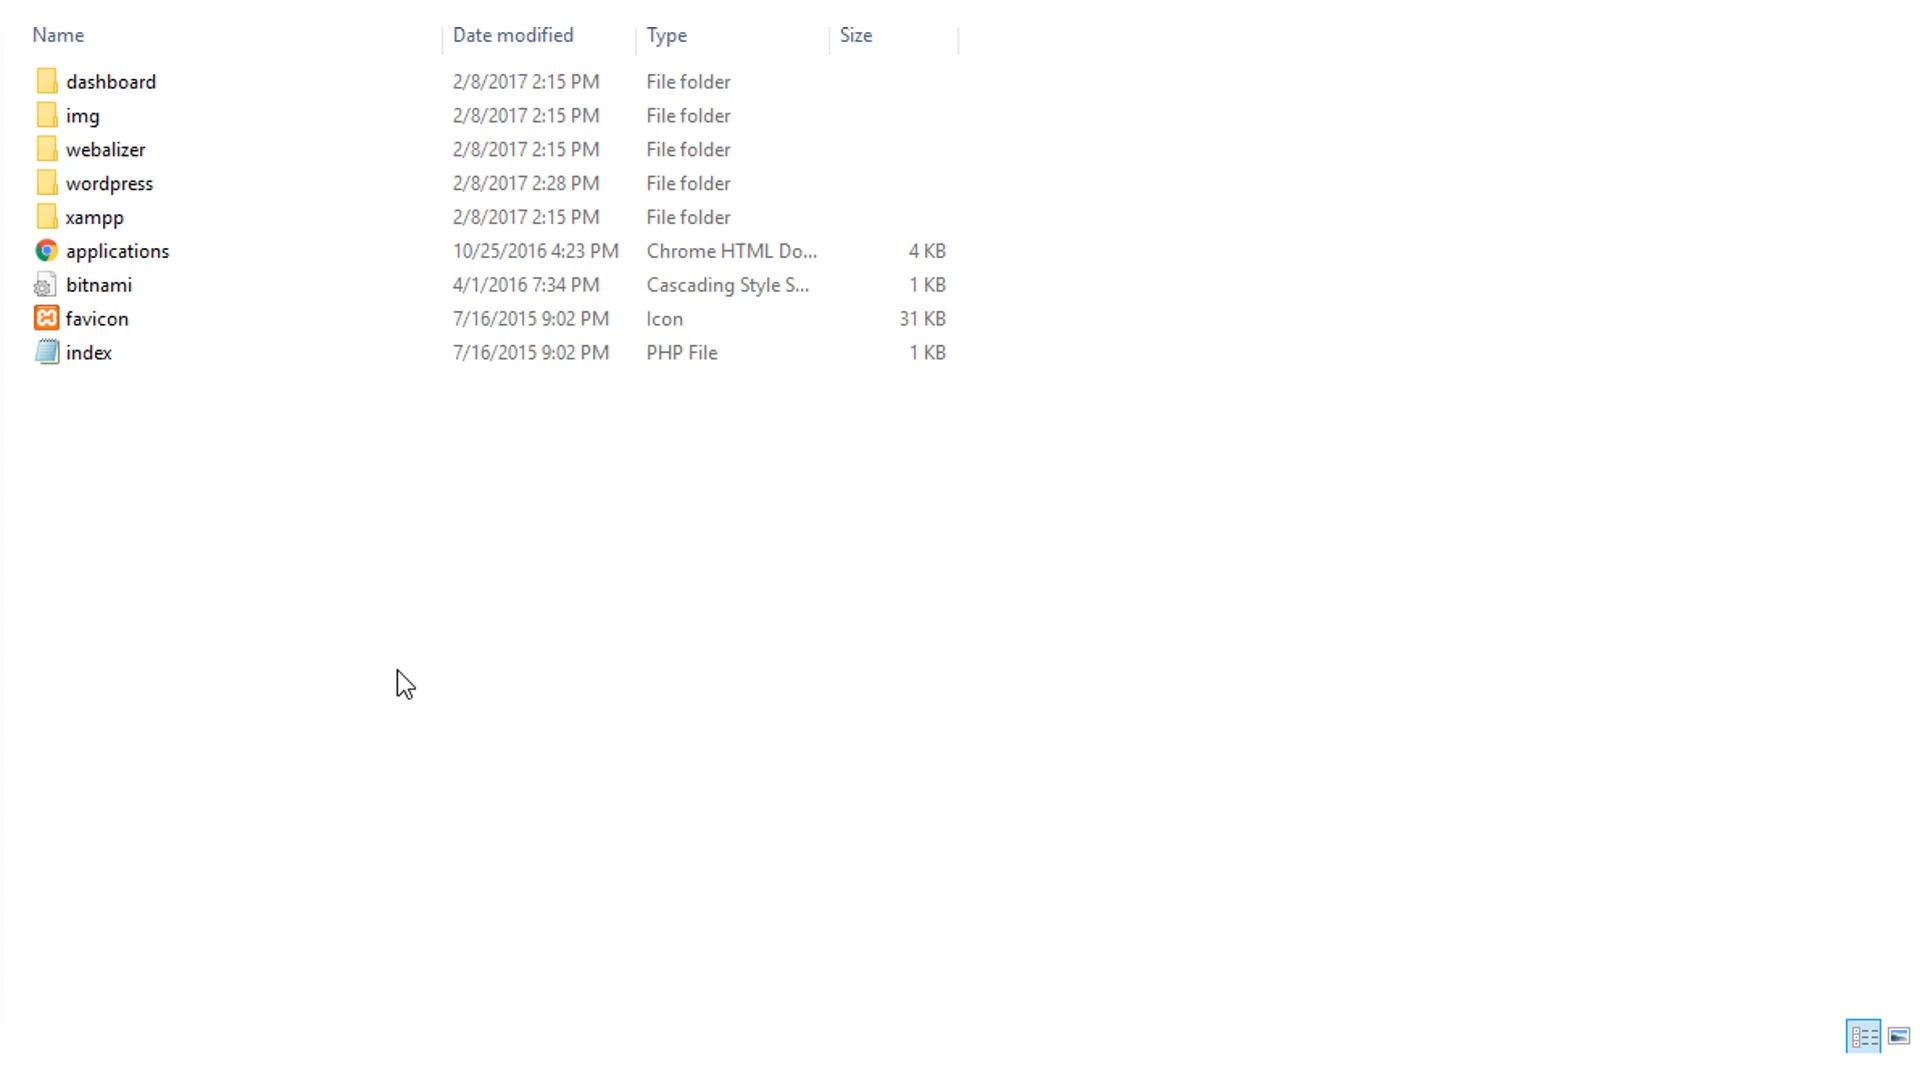 Name Date modified Type Size
dashboard 2/8/2017 2:15 PM File folder
img 2/8/2017 2:15 PM File folder
webalizer 2/8/2017 2:15 PM File folder
wordpress 2/8/2017 2:28 PM File folder
xampp 2/8/2017 2:15 PM File folder
applications 10/25/2016 4:23 PM Chrome HTML Do... 4 KB
bitnami 4/1/2016 7:34 PM Cascading Style S... 1 KB
favicon 7/16/2015 9:02 PM Icon 31 KB
index 7/16/2015 9:02 PM PHP File 1 KB